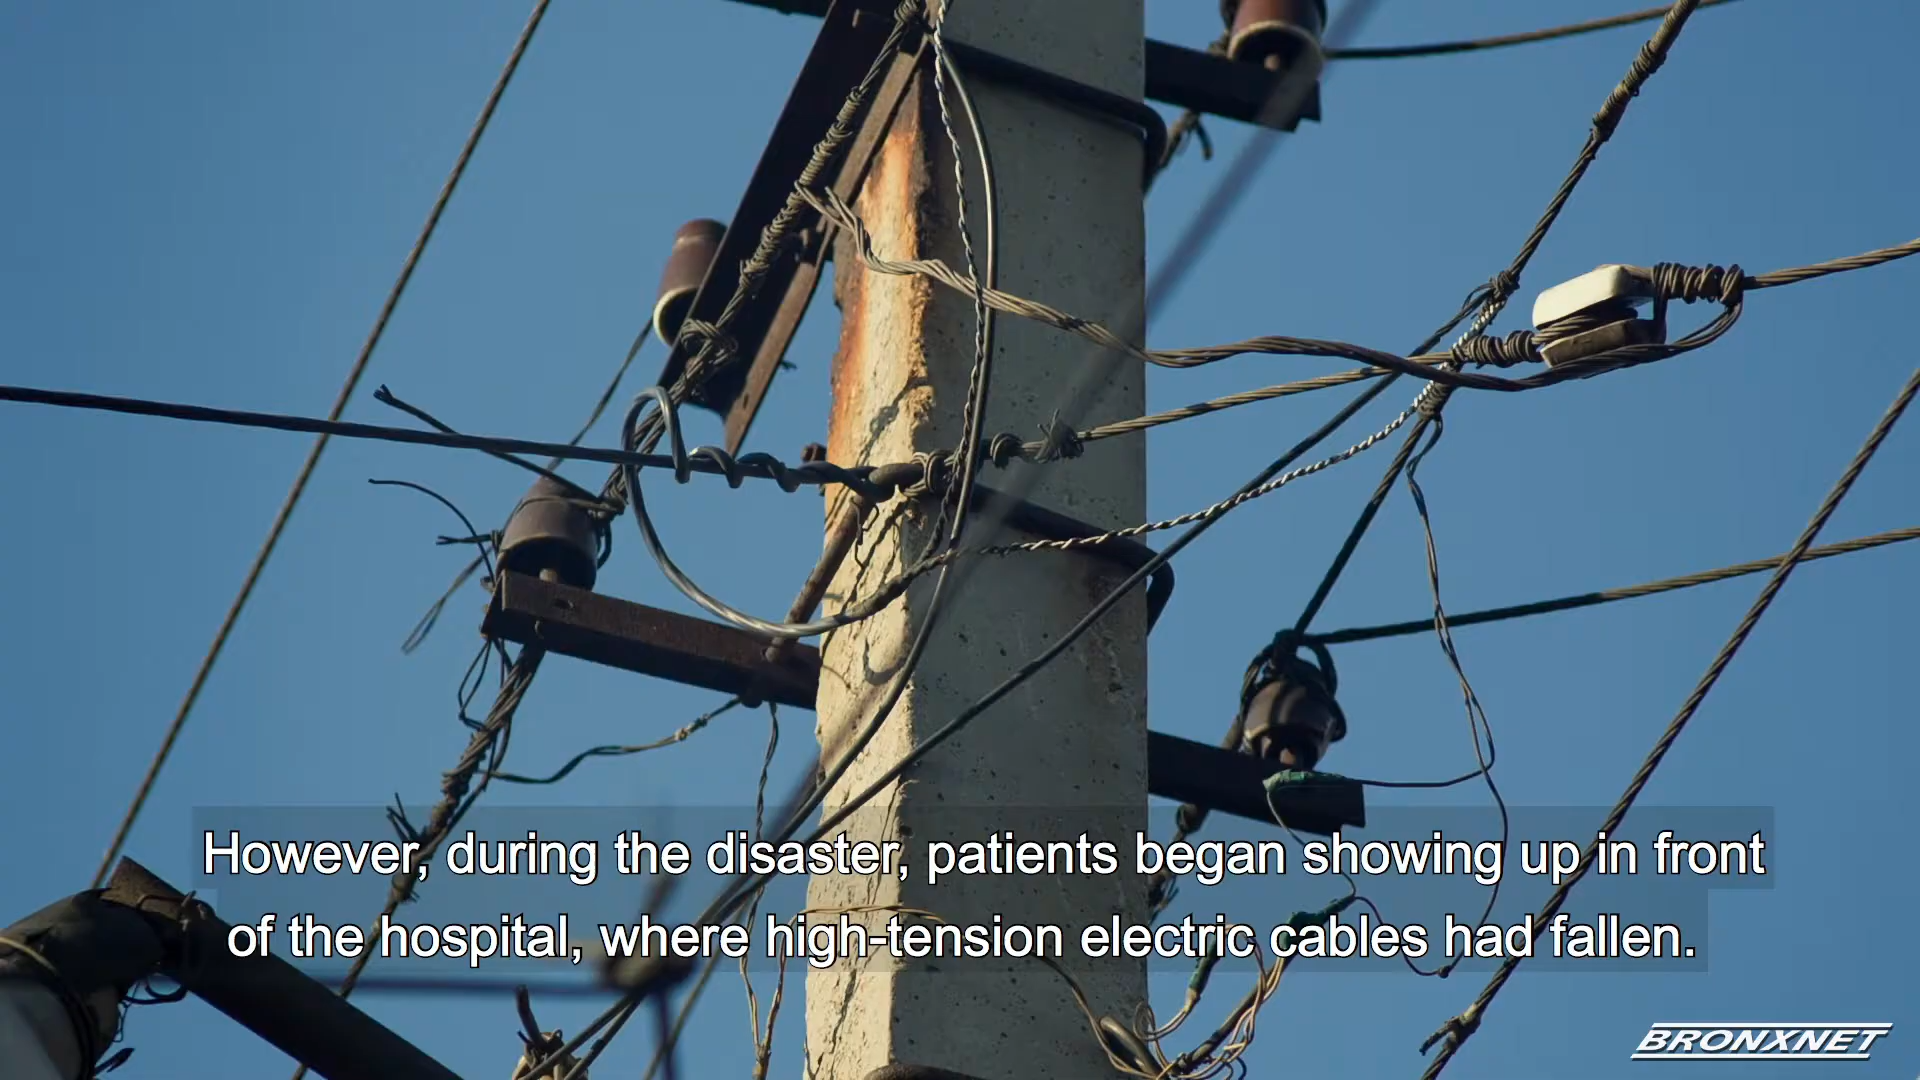 However, during the disaster, patients began showing up in front
of the hospital, where high-tension electric cables had fallen.
BRONXNET